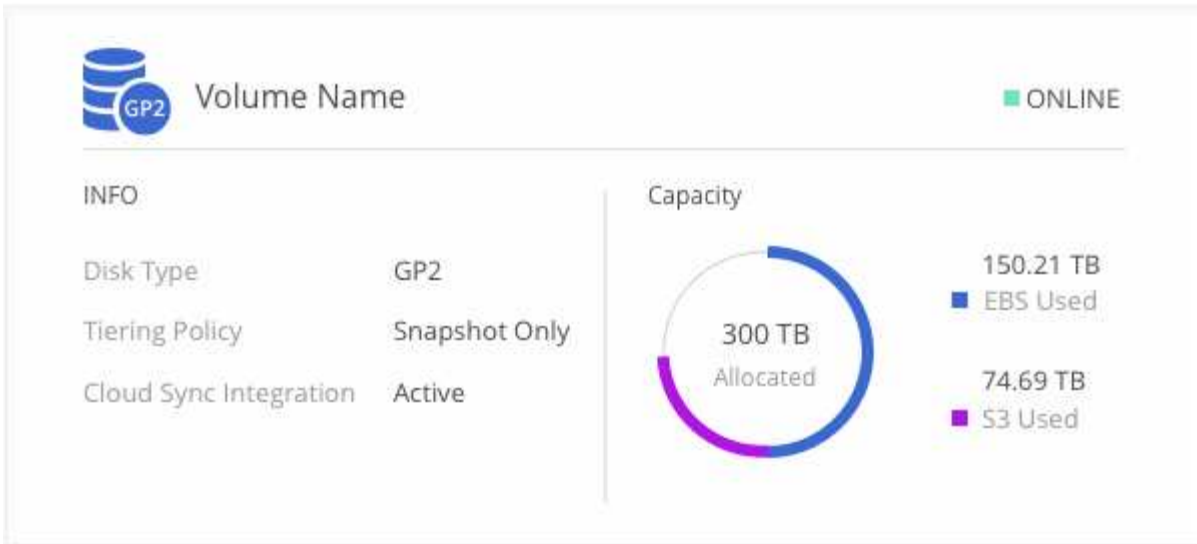 GP2
Volume Name
ONLINE
INFO
Disk Type GP2
Tiering Policy Snapshot Only
Cloud Sync Integration Active
Capacity
300 TB
Allocated
150.21 TB
EBS Used
74.69 TB
S3 Used